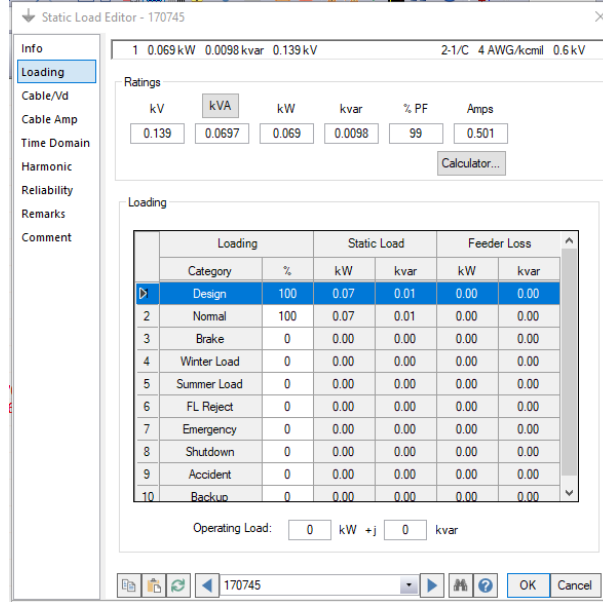 Static Load Editor - 170745
Info
Loading
Cable/Vd
Cable Amp
Time Domain
Harmonic
Reliability
Remarks
Comment
1 0.069 kW 0.0098 kvar 0.139 kV 2-1/C 4 AWG/kcmil 0.6 kV
Ratings
kV kVA kW kvar % PF Amps
0.139 0.0697 0.069 0.0098 99 0.501
Calculator...
Loading
Loading Static Load Feeder Loss
Category % kW kvar kW kvar
Design 100 0.07 0.01 0.00 0.00
2 Normal 100 0.07 0.01 0.00 0.00
3 Brake 0 0.00 0.00 0.00 0.00
4 Winter Load 0 0.00 0.00 0.00 0.00
5 Summer Load 0 0.00 0.00 0.00 0.00
6 FL Reject 0 0.00 0.00 0.00 0.00
7 Emergency 0 0.00 0.00 0.00 0.00
8 Shutdown 0 0.00 0.00 0.00 0.00
9 Accident 0 0.00 0.00 0.00 0.00
10 Backup 0 0.00 0.00 0.00 0.00
Operating Load: 0 kW +j 0 kvar
170745 OK Cancel